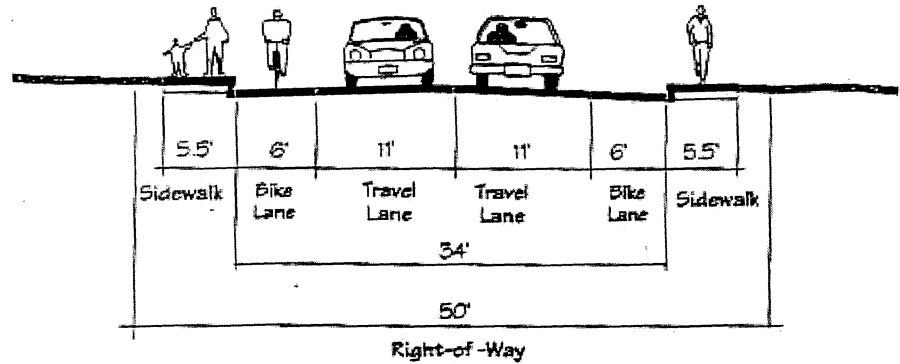 5.5' 6' 11' 11' 6' 5.5'
Sidewalk Bike Lane Travel Lane Travel Lane Bike Lane Sidewalk
34'
50'
Right-of-Way